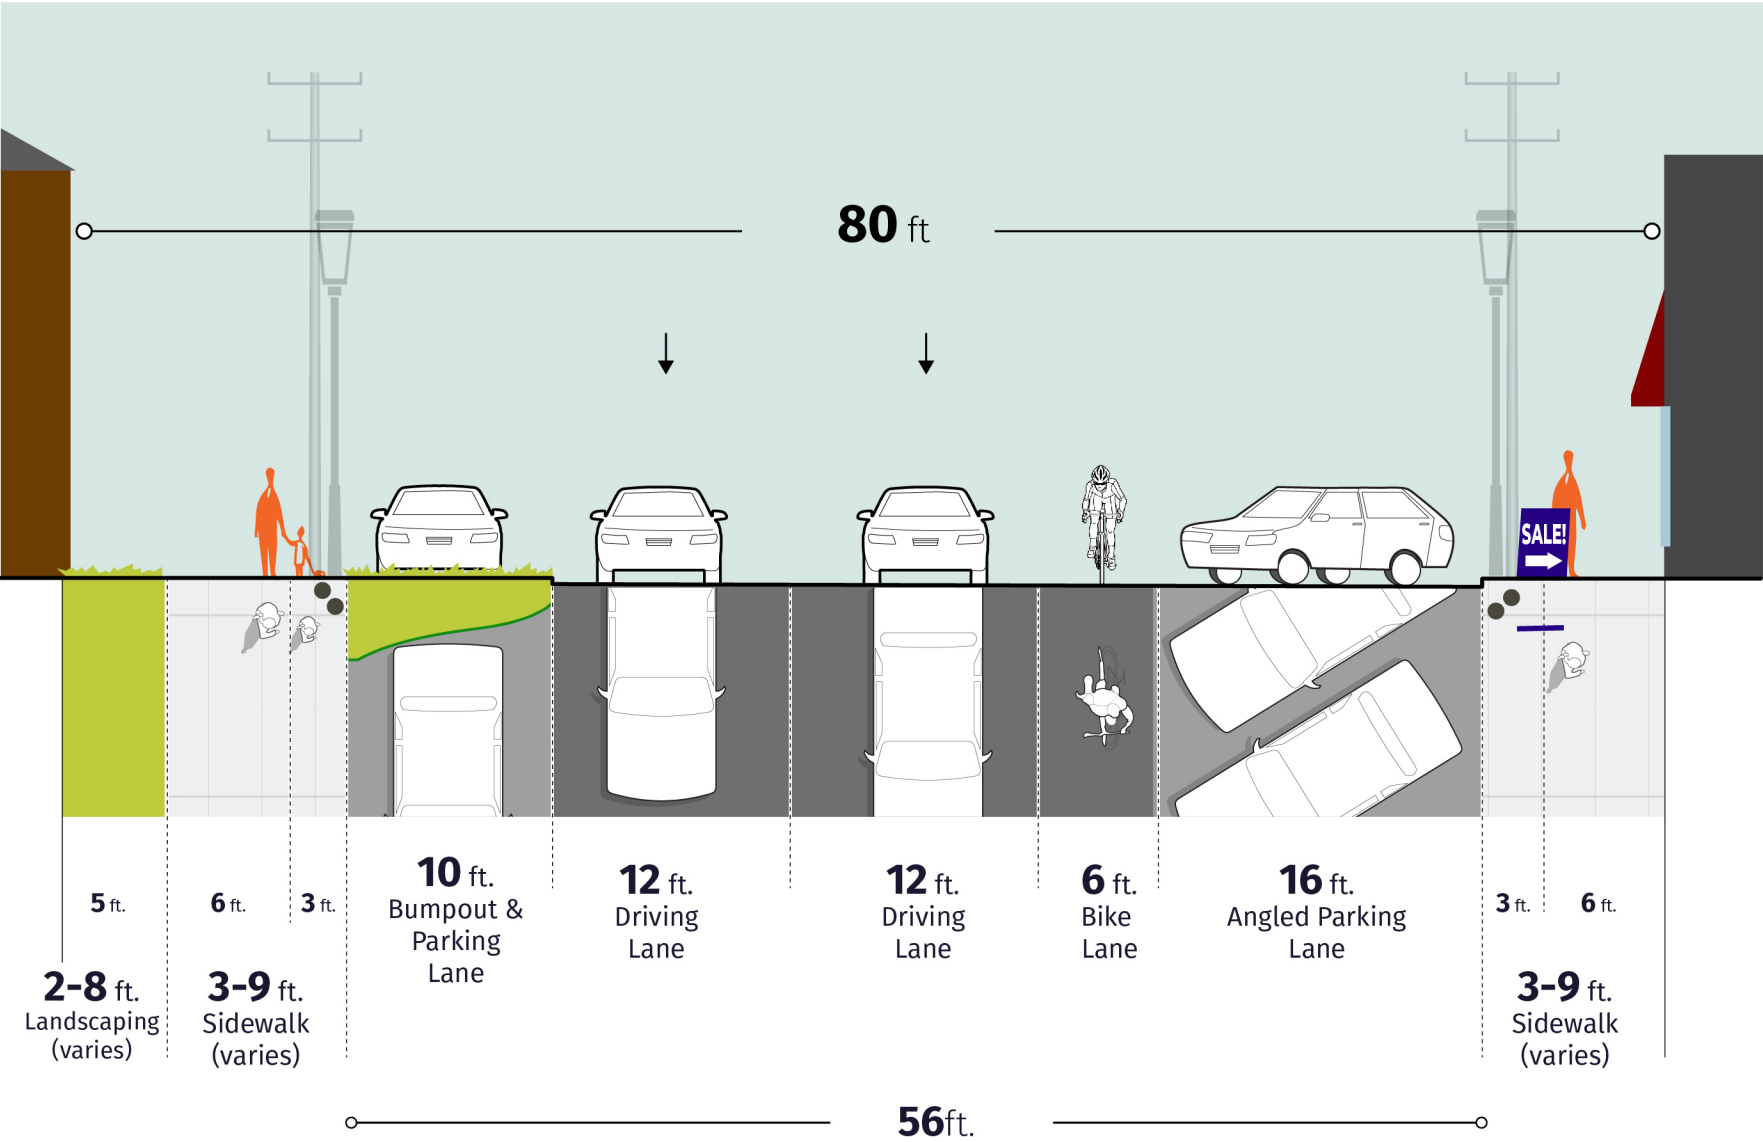 80 ft
SALE!
5 ft.
6 ft.
3 ft.
10 ft.
Bumpout &
Parking
Lane
12 ft.
Driving
Lane
12 ft.
Driving
Lane
6 ft.
Bike
Lane
16 ft.
Angled Parking
Lane
3 ft.
6 ft.
2-8 ft.
Landscaping
(varies)
3-9 ft.
Sidewalk
(varies)
3-9 ft.
Sidewalk
(varies)
56ft.